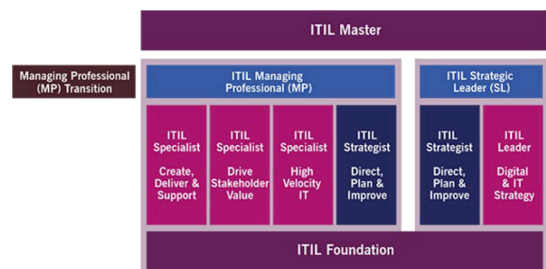 ITIL Master
Managing Professional
(MP) Transition
ITIL Managing
Professional (MP)
ITIL Strategic
Leader (SL)
ITIL
Specialist
Create,
Deliver &
Support
ITIL
Specialist
Drive
Stakeholder
Value
ITIL
Specialist
High
Velocity
IT
ITIL
Strategist
Direct,
Plan &
Improve
ITIL
Strategist
Direct,
Plan &
Improve
ITIL
Leader
Digital
& IT
Strategy
ITIL Foundation